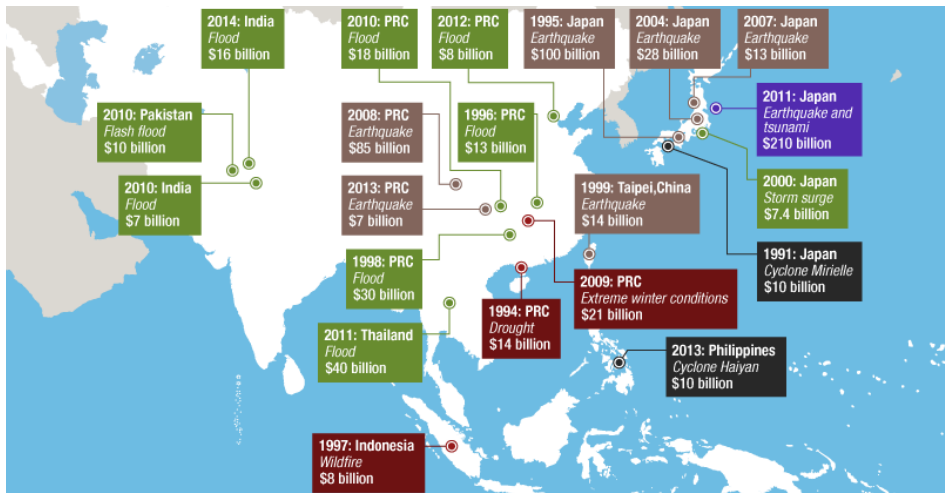 2014: India
Flood
$16 billion
2010: PRC
Flood
$18 billion
2012: PRC
Flood
$8 billion
1995: Japan
Earthquake
$100 billion
2004: Japan
Earthquake
$28 billion
2007: Japan
Earthquake
$13 billion
2010: Pakistan
Flash flood
$10 billion
2008: PRC
Earthquake
$85 billion
1996: PRC
Flood
$13 billion
2011: Japan
Earthquake and
tsunami
$210 billion
2010: India
Flood
$7 billion
2013: PRC
Earthquake
$7 billion
1999: Taipei,China
Earthquake
$14 billion
2000: Japan
Storm surge
$7.4 billion
1998: PRC
Flood
$30 billion
1991: Japan
Cyclone Mirielle
$10 billion
2009: PRC
Extreme winter conditions
$21 billion
1994: PRC
Drought
$14 billion
2011: Thailand
Flood
$40 billion
2013: Philippines
Cyclone Haiyan
$10 billion
1997: Indonesia
Wildfire
$8 billion